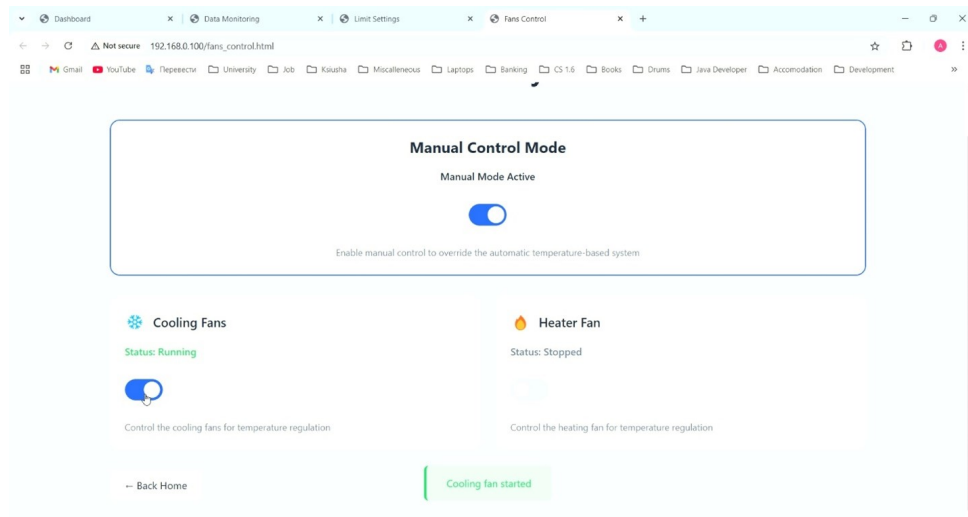 Dashboard
Data Monitoring
Limit Settings
Fans Control
Not secure 192.168.0.100/fans_control.html
Gmail YouTube Перевести University Job Ksiusha Miscalleneous Laptops Banking CS 1.6 Books Drums Java Developer Accomodation Development
Manual Control Mode
Manual Mode Active
Enable manual control to override the automatic temperature-based system
Cooling Fans
Status: Running
Control the cooling fans for temperature regulation
Heater Fan
Status: Stopped
Control the heating fan for temperature regulation
← Back Home
Cooling fan started